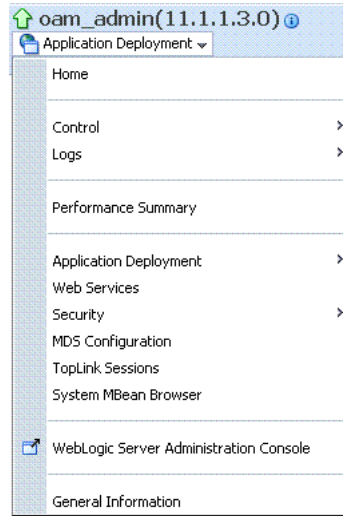 oam_admin(11.1.1.3.0)
Application Deployment
Home
Control
Logs
Performance Summary
Application Deployment
Web Services
Security
MDS Configuration
TopLink Sessions
System MBean Browser
WebLogic Server Administration Console
General Information